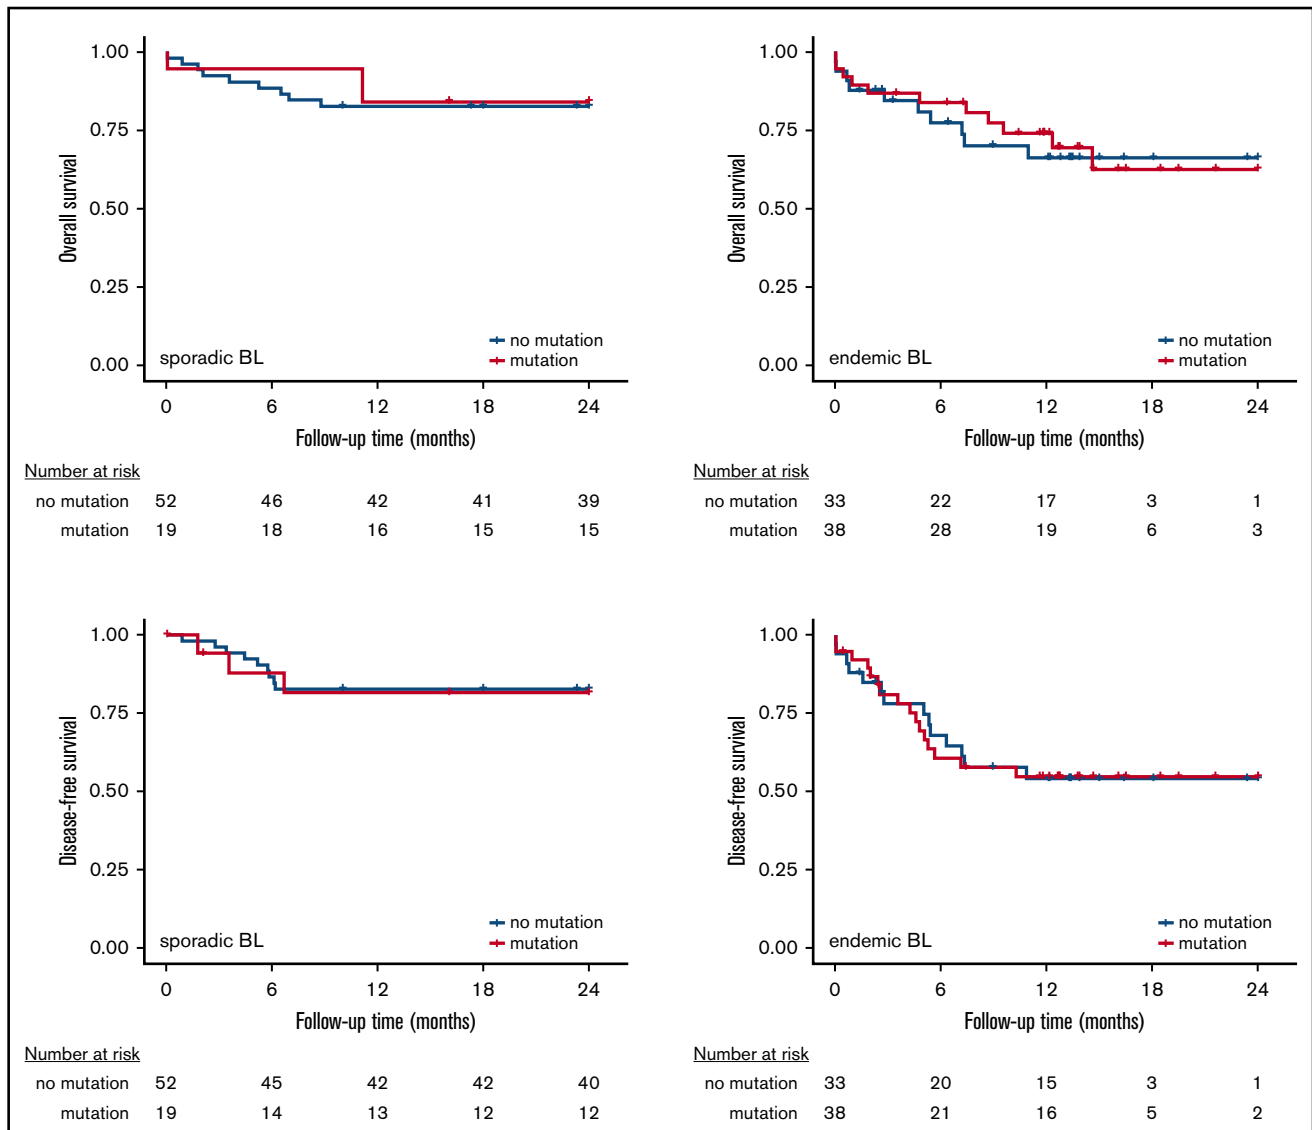 Overall survival
1.00
0.75
0.50
0.25
0.00
sporadic BL
no mutation
mutation
0 6 12 18 24
Follow-up time (months)
Number at risk
no mutation 52 46 42 41 39
mutation 19 18 16 15 15
Overall survival
1.00
0.75
0.50
0.25
0.00
endemic BL
no mutation
mutation
0 6 12 18 24
Follow-up time (months)
Number at risk
no mutation 33 22 17 3 1
mutation 38 28 19 6 3
Disease-free survival
1.00
0.75
0.50
0.25
0.00
sporadic BL
no mutation
mutation
0 6 12 18 24
Follow-up time (months)
Number at risk
no mutation 52 45 42 42 40
mutation 19 14 13 12 12
Disease-free survival
1.00
0.75
0.50
0.25
0.00
endemic BL
no mutation
mutation
0 6 12 18 24
Follow-up time (months)
Number at risk
no mutation 33 20 15 3 1
mutation 38 21 16 5 2